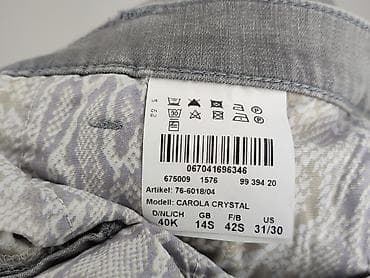 067041696346
675009 1576 99 394 20
Artikel: 76-6018/04
Modell: CAROLA CRYSTAL
D/NL/CH GB F/B US
40K 14S 42S 31/30